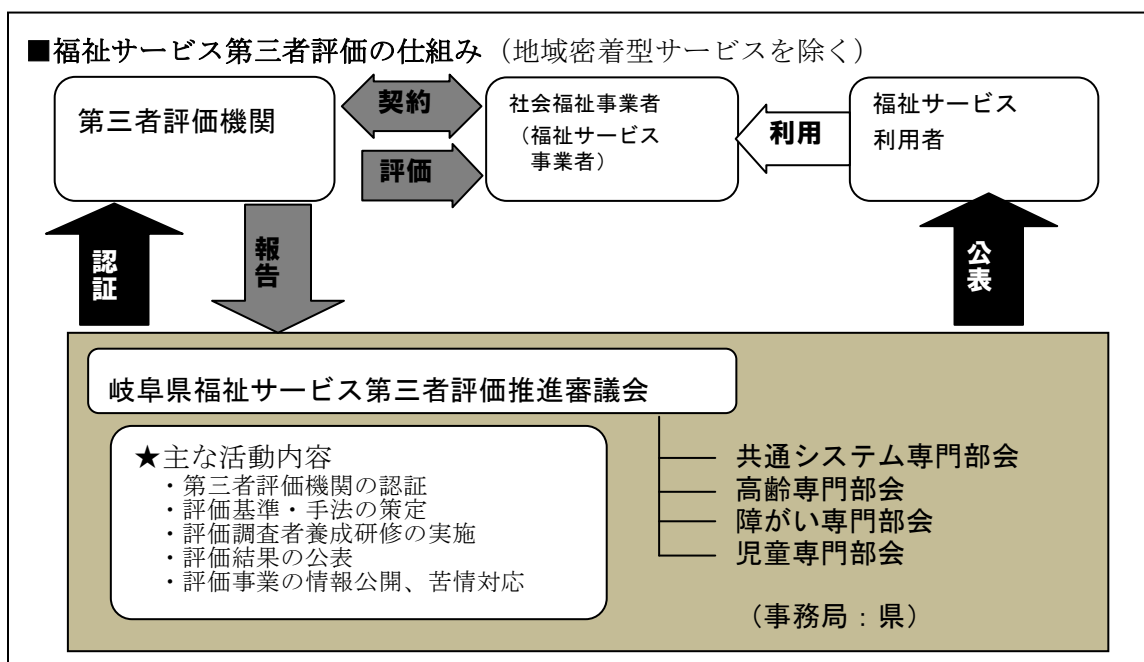 ■福祉サービス第三者評価の仕組み（地域密着型サービスを除く）
第三者評価機関
契約
評価
社会福祉事業者
（福祉サービス
事業者）
利用
福祉サービス
利用者
認証
報告
公表
岐阜県福祉サービス第三者評価推進審議会
★主な活動内容
・第三者評価機関の認証
・評価基準・手法の策定
・評価調査者養成研修の実施
・評価結果の公表
・評価事業の情報公開、苦情対応
共通システム専門部会
高齢専門部会
障がい専門部会
児童専門部会
（事務局：県）